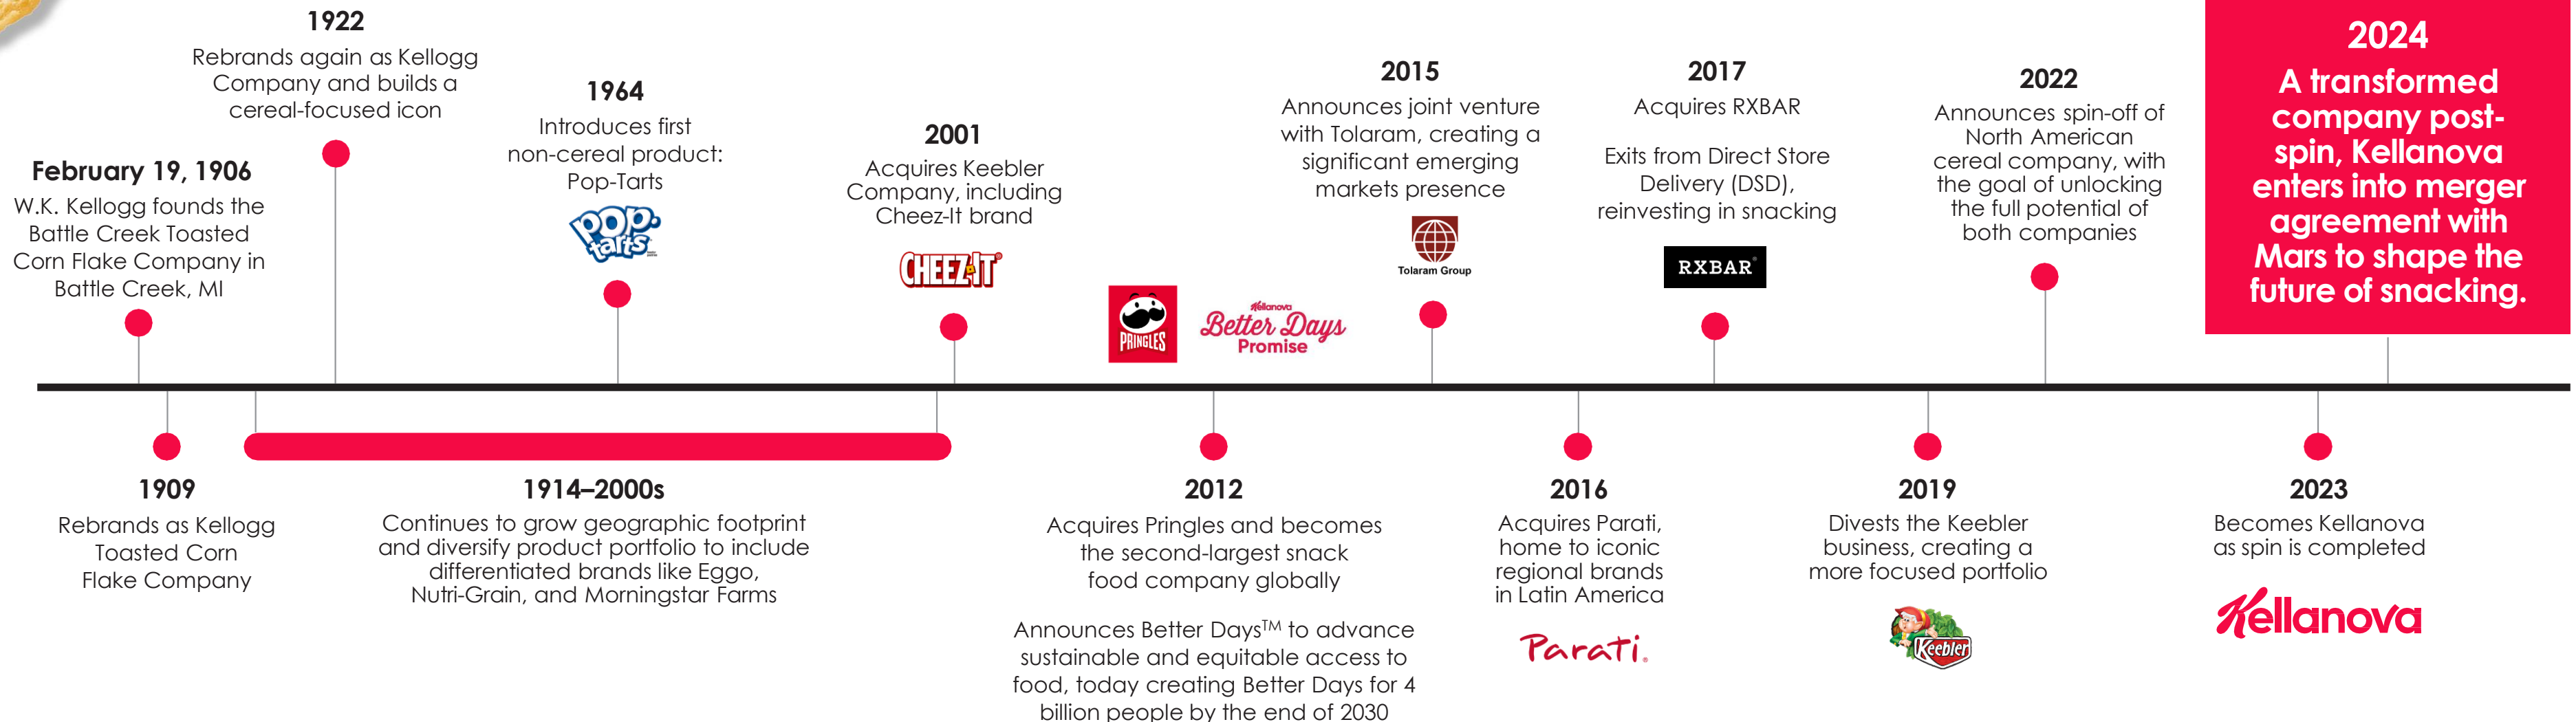 February 19, 1906
W.K. Kellogg founds the
Battle Creek Toasted
Corn Flake Company in
Battle Creek, MI
1909
Rebrands as Kellogg
Toasted Corn
Flake Company
1922
Rebrands again as Kellogg
Company and builds a
cereal-focused icon
1914–2000s
Continues to grow geographic footprint
and diversify product portfolio to include
differentiated brands like Eggo,
Nutri-Grain, and Morningstar Farms
1964
Introduces first
non-cereal product:
Pop-Tarts
Pop-
tarts
2001
Acquires Keebler
Company, including
Cheez-It brand
CHEEZ-IT®
PRINGLES
Kellanova
Better Days
Promise
2012
Acquires Pringles and becomes
the second-largest snack
food company globally
Announces Better Days™ to advance
sustainable and equitable access to
food, today creating Better Days for 4
billion people by the end of 2030
2015
Announces joint venture
with Tolaram, creating a
significant emerging
markets presence
Tolaram Group
2016
Acquires Parati,
home to iconic
regional brands
in Latin America
Parati®
2017
Acquires RXBAR
Exits from Direct Store
Delivery (DSD),
reinvesting in snacking
RXBAR®
2019
Divests the Keebler
business, creating a
more focused portfolio
Keebler
2022
Announces spin-off of
North American
cereal company, with
the goal of unlocking
the full potential of
both companies
2023
Becomes Kellanova
as spin is completed
Kellanova
2024
A transformed
company post-
spin, Kellanova
enters into merger
agreement with
Mars to shape the
future of snacking.